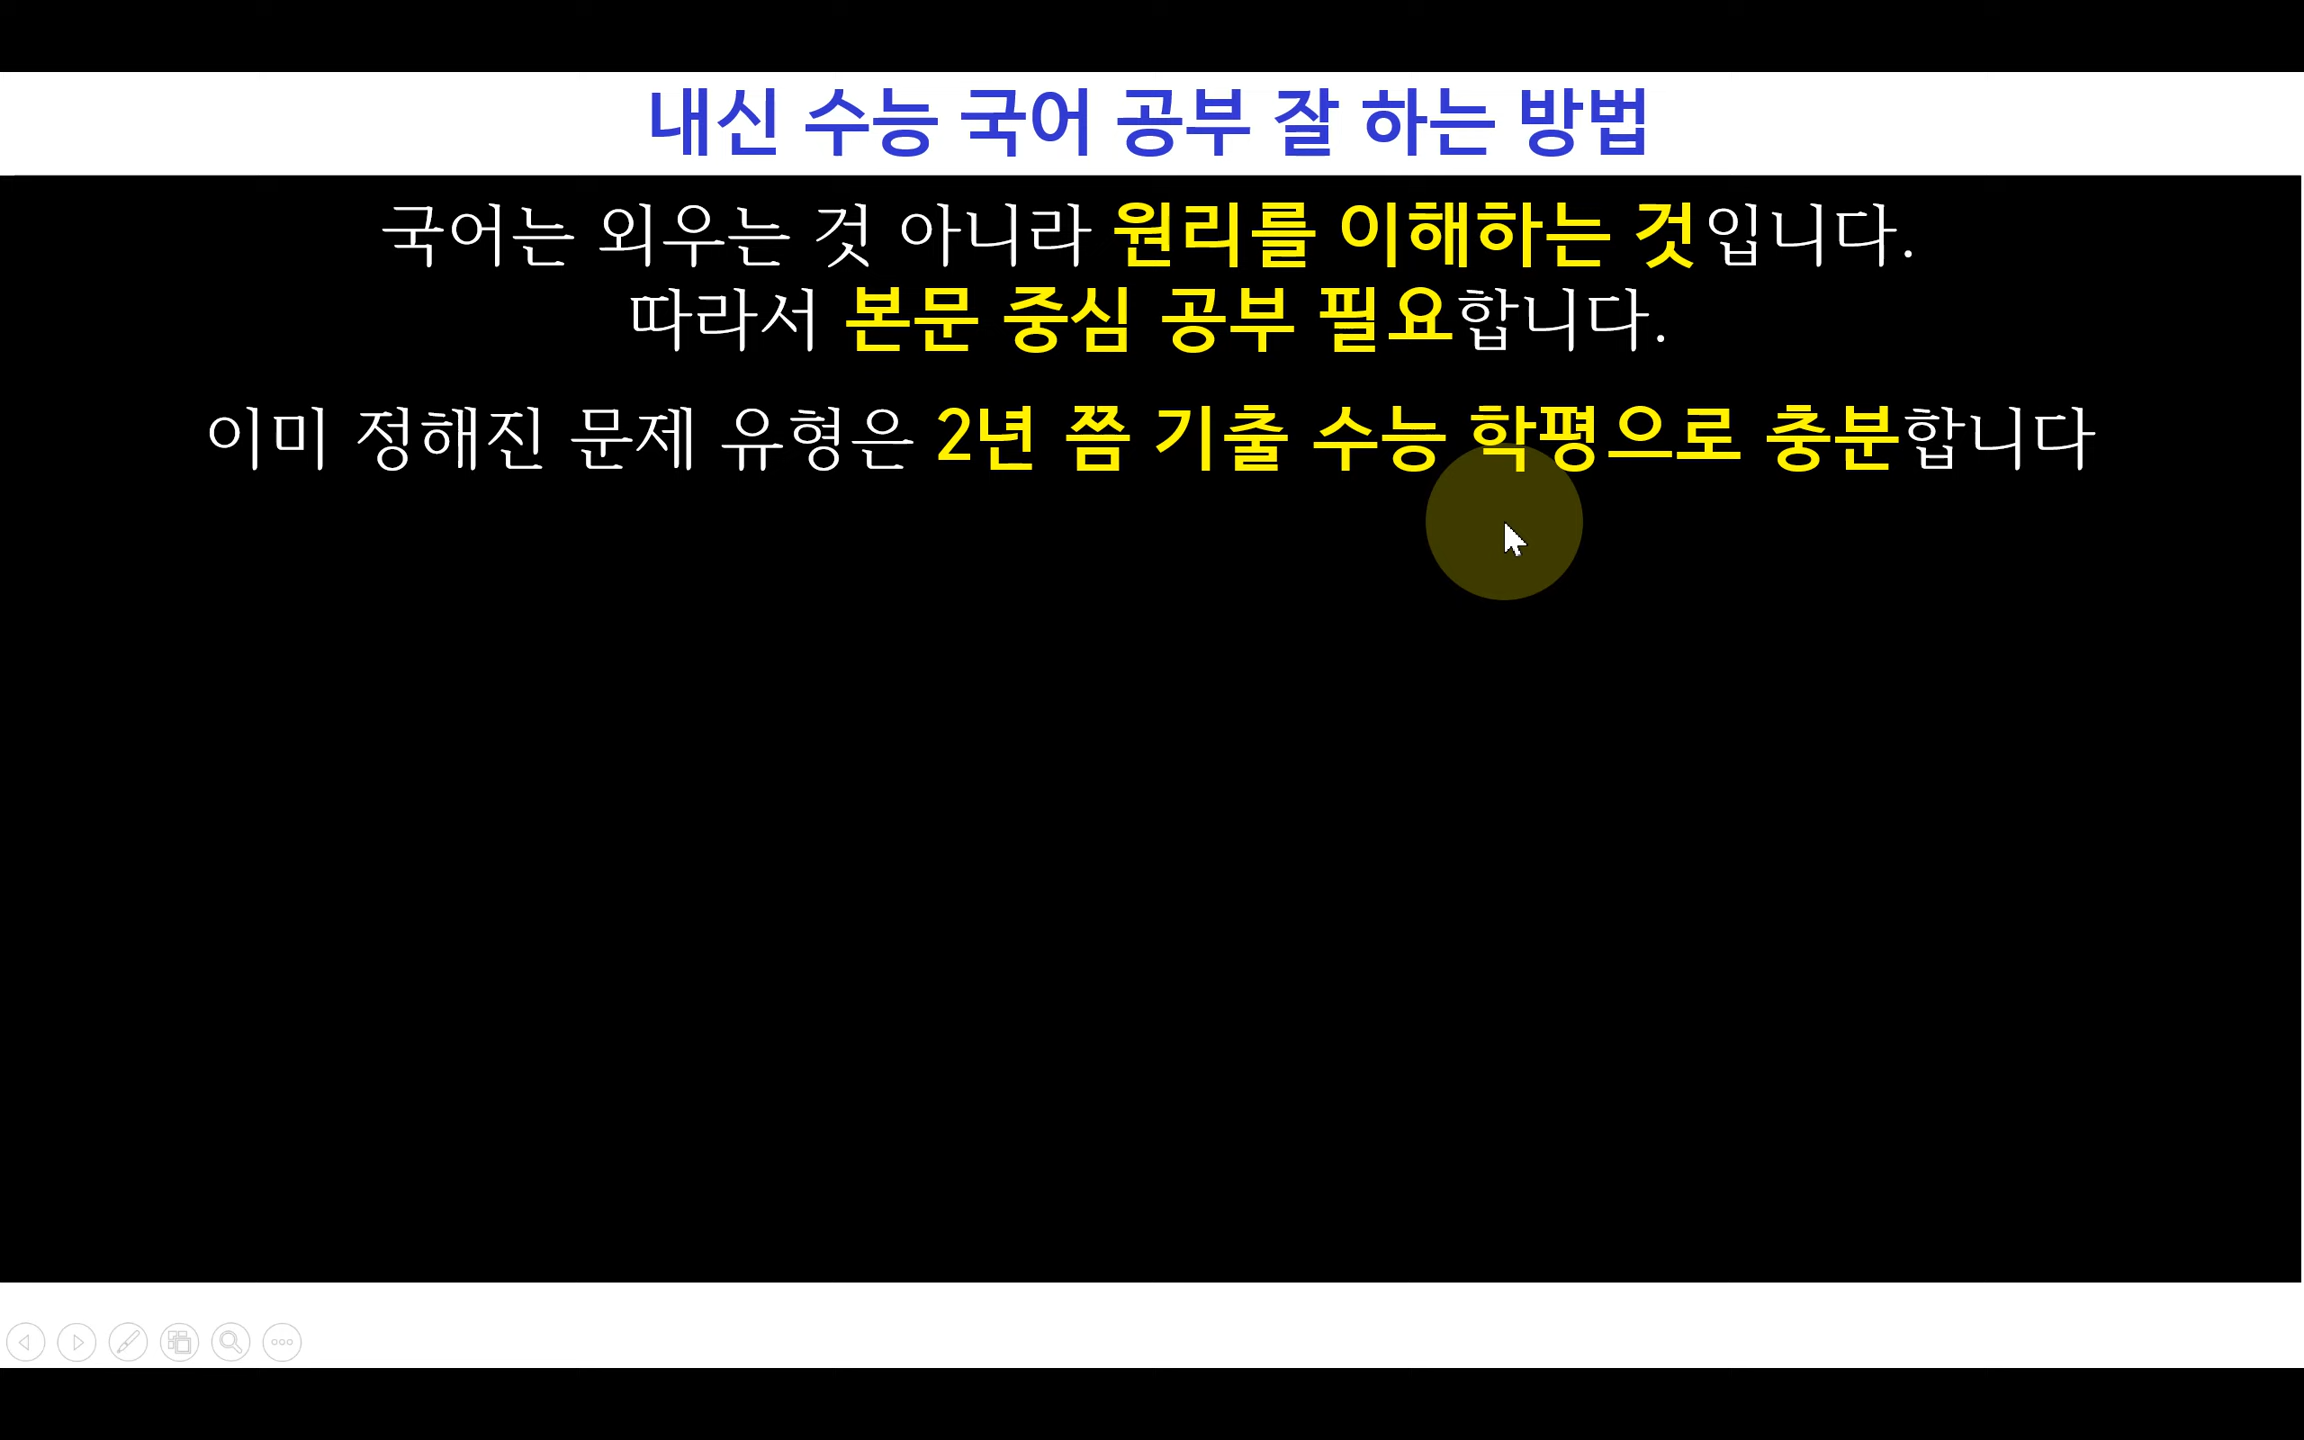 내신 수능 국어 공부 잘 하는 방법
국어는 외우는 것 아니라 원리를 이해하는 것입니다.
따라서 본문 중심 공부 필요합니다.
이미 정해진 문제 유형은 2년 쯤 기출 수능 학평으로 충분합니다